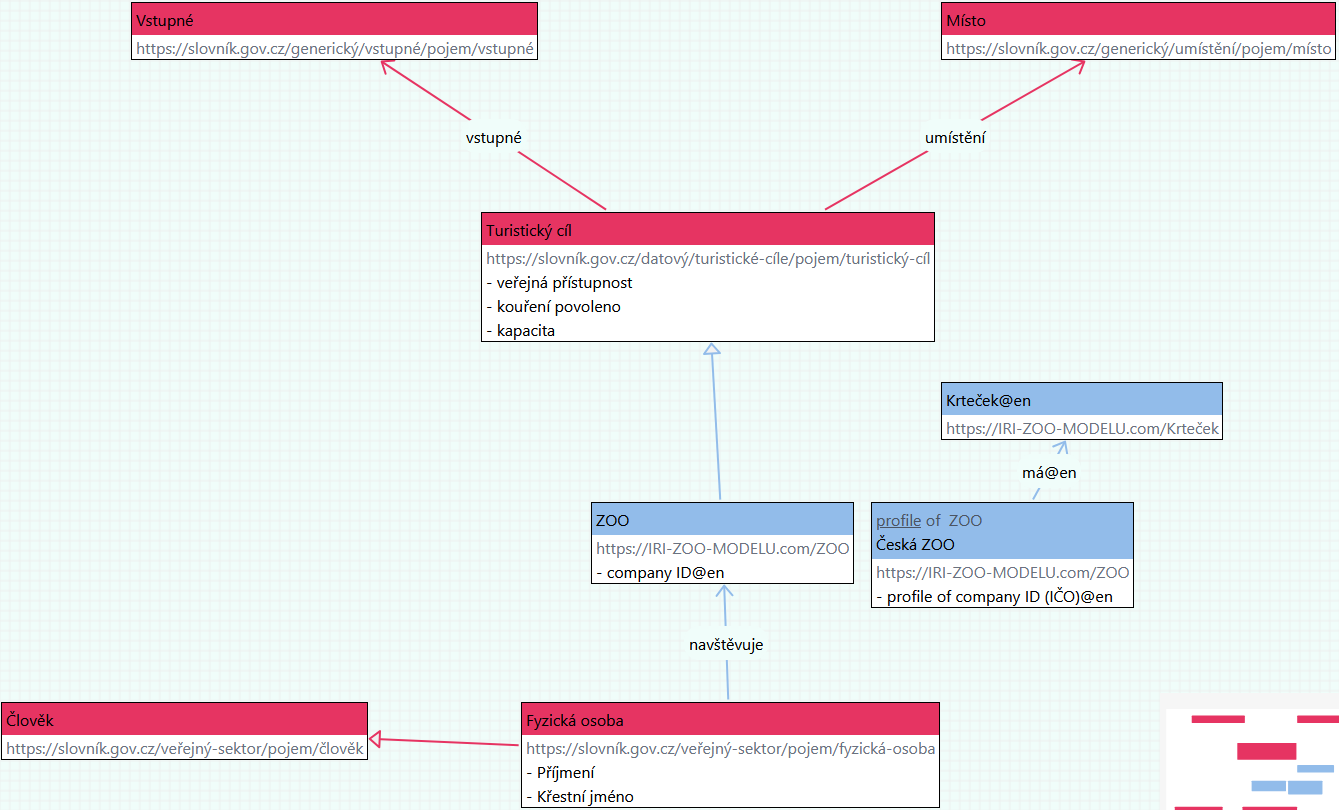 Vstupné
https://slovník.gov.cz/generický/vstupné/pojem/vstupné
Místo
https://slovník.gov.cz/generický/umístění/pojem/místo
vstupné
umístění
Turistický cíl
https://slovník.gov.cz/datový/turistické-cíle/pojem/turistický-cíl
- veřejná přístupnost
- kouření povoleno
- kapacita
Krteček@en
https://IRI-ZOO-MODELU.com/Krteček
má@en
ZOO
https://IRI-ZOO-MODELU.com/ZOO
- company ID@en
profile of ZOO
Česká ZOO
https://IRI-ZOO-MODELU.com/ZOO
- profile of company ID (IČO)@en
navštěvuje
Člověk
https://slovník.gov.cz/veřejný-sektor/pojem/člověk
Fyzická osoba
https://slovník.gov.cz/veřejný-sektor/pojem/fyzická-osoba
- Příjmení
- Křestní jméno